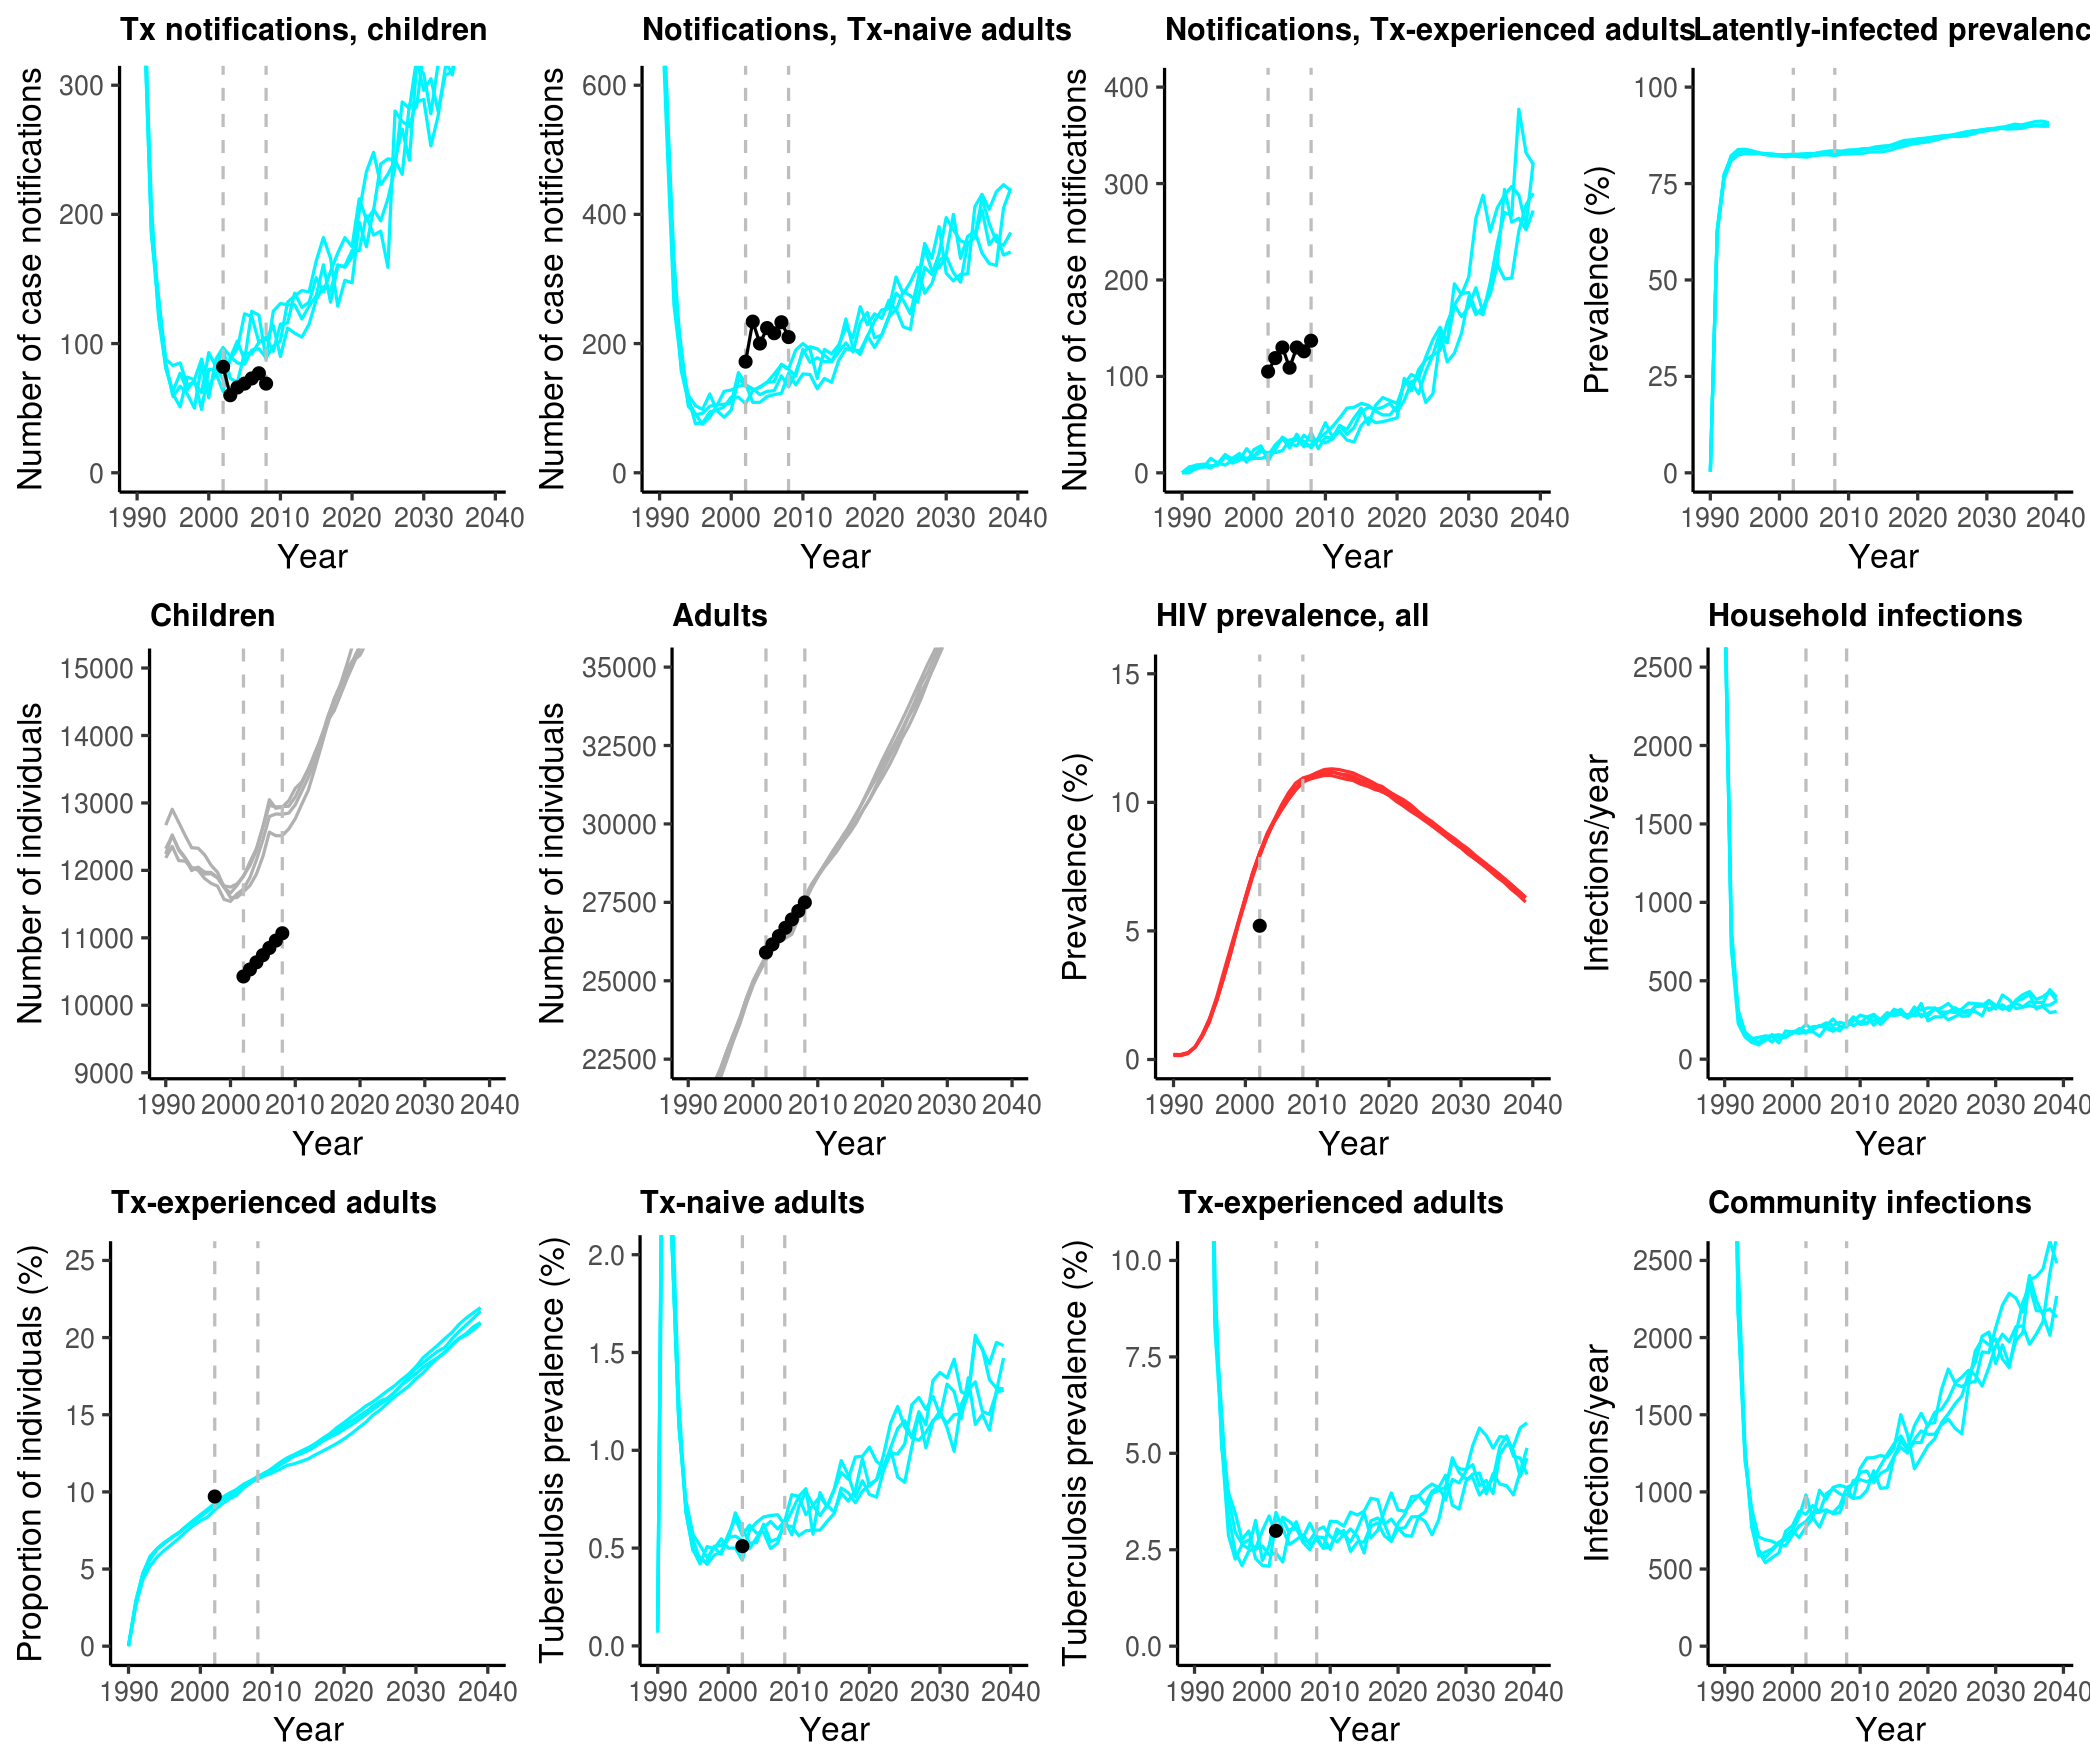 Tx notifications, children
Number of case notifications
300
200
100
0
1990 2000 2010 2020 2030 2040
Year
Notifications, Tx-naive adults
Number of case notifications
600
400
200
0
1990 2000 2010 2020 2030 2040
Year
Notifications, Tx-experienced adults
Number of case notifications
400
300
200
100
0
1990 2000 2010 2020 2030 2040
Year
Latently-infected prevalenc
Prevalence (%)
100
75
50
25
0
1990 2000 2010 2020 2030 2040
Year
Children
Number of individuals
15000
14000
13000
12000
11000
10000
9000
1990 2000 2010 2020 2030 2040
Year
Adults
Number of individuals
35000
32500
30000
27500
25000
22500
1990 2000 2010 2020 2030 2040
Year
HIV prevalence, all
Prevalence (%)
15
10
5
0
1990 2000 2010 2020 2030 2040
Year
Household infections
Infections/year
2500
2000
1500
1000
500
0
1990 2000 2010 2020 2030 2040
Year
Tx-experienced adults
Proportion of individuals (%)
25
20
15
10
5
0
1990 2000 2010 2020 2030 2040
Year
Tx-naive adults
Tuberculosis prevalence (%)
2.0
1.5
1.0
0.5
0.0
1990 2000 2010 2020 2030 2040
Year
Tx-experienced adults
Tuberculosis prevalence (%)
10.0
7.5
5.0
2.5
0.0
1990 2000 2010 2020 2030 2040
Year
Community infections
Infections/year
2500
2000
1500
1000
500
0
1990 2000 2010 2020 2030 2040
Year